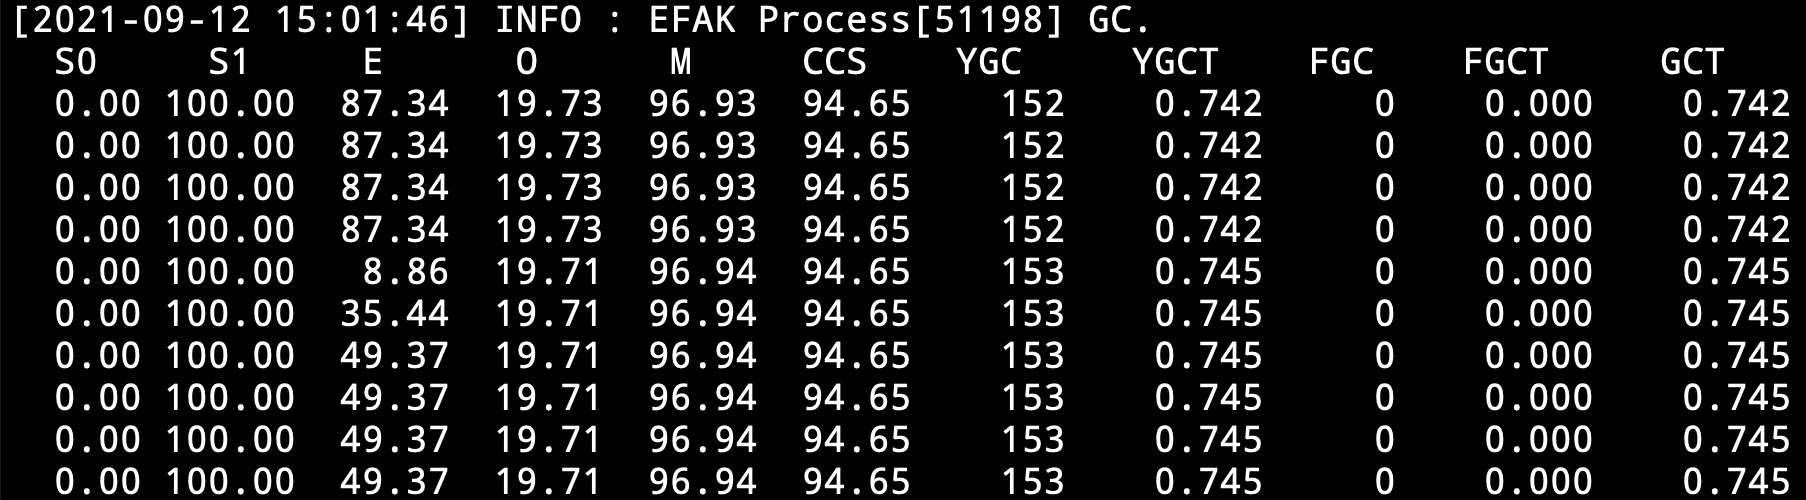 [2021-09-12 15:01:46] INFO : EFAK Process[51198] GC.
S0 S1 E O M CCS YGC YGCT FGC FGCT GCT
0.00 100.00 87.34 19.73 96.93 94.65 152 0.742 0 0.000 0.742
0.00 100.00 87.34 19.73 96.93 94.65 152 0.742 0 0.000 0.742
0.00 100.00 87.34 19.73 96.93 94.65 152 0.742 0 0.000 0.742
0.00 100.00 87.34 19.73 96.93 94.65 152 0.742 0 0.000 0.742
0.00 100.00 8.86 19.71 96.94 94.65 153 0.745 0 0.000 0.745
0.00 100.00 35.44 19.71 96.94 94.65 153 0.745 0 0.000 0.745
0.00 100.00 49.37 19.71 96.94 94.65 153 0.745 0 0.000 0.745
0.00 100.00 49.37 19.71 96.94 94.65 153 0.745 0 0.000 0.745
0.00 100.00 49.37 19.71 96.94 94.65 153 0.745 0 0.000 0.745
0.00 100.00 49.37 19.71 96.94 94.65 153 0.745 0 0.000 0.745